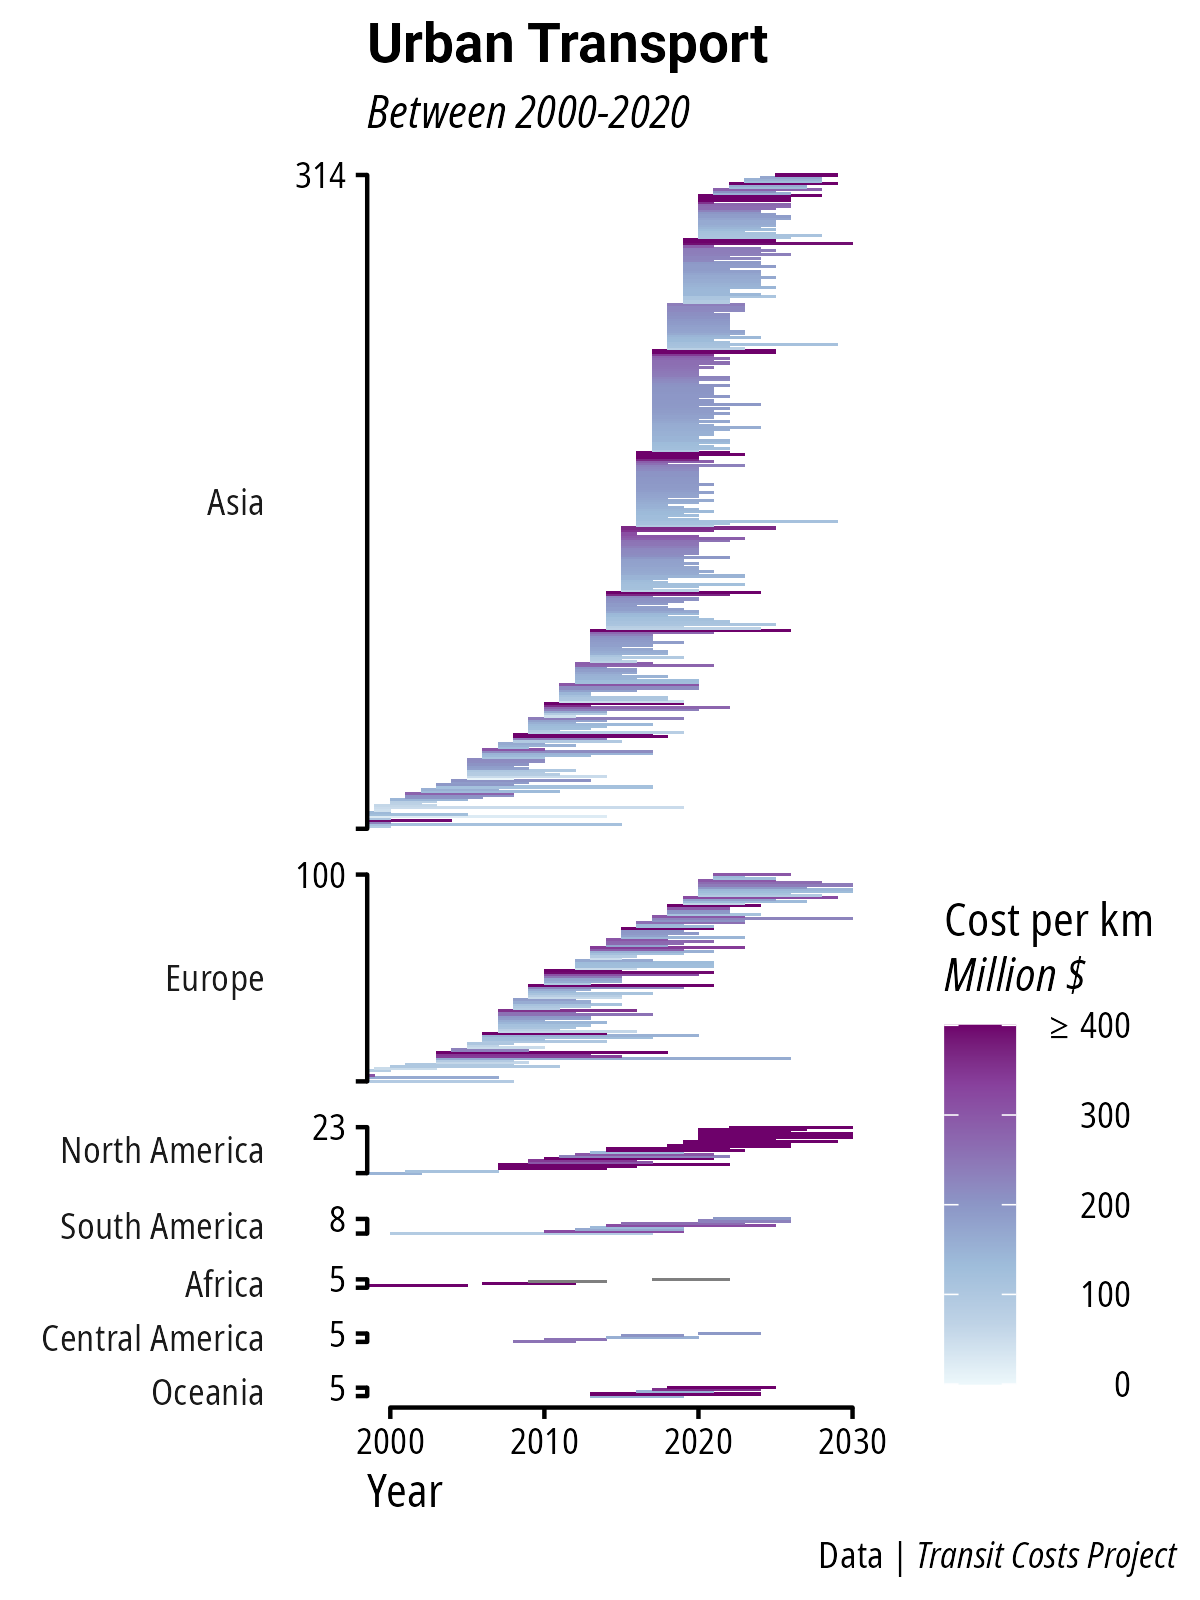 Urban Transport
Between 2000-2020
314
Asia
100
Europe
23
North America
8
South America
5
Africa
5
Central America
5
Oceania
2000 2010 2020 2030
Year
Cost per km
Million $
≥ 400
300
200
100
0
Data | Transit Costs Project